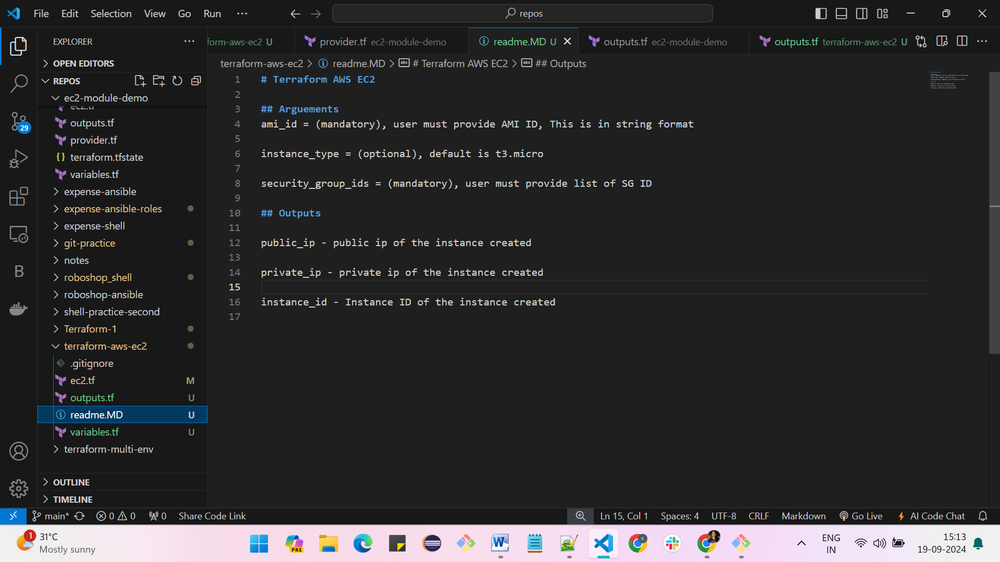 File Edit Selection View Go Run ···
repos
EXPLORER ···
OPEN EDITORS
REPOS
ec2-module-demo
ec2.tf
outputs.tf
provider.tf
{} terraform.tfstate
variables.tf
expense-ansible
expense-ansible-roles
expense-shell
git-practice
notes
roboshop_shell
roboshop-ansible
shell-practice-second
Terraform-1
terraform-aws-ec2
.gitignore
ec2.tf M
outputs.tf U
readme.MD U
variables.tf U
terraform-multi-env
OUTLINE
TIMELINE
29
B
form-aws-ec2 U
provider.tf ec2-module-demo
readme.MD U
outputs.tf ec2-module-demo
outputs.tf terraform-aws-ec2 U
terraform-aws-ec2 > readme.MD > abc # Terraform AWS EC2 > abc ## Outputs
1 # Terraform AWS EC2
2
3 ## Arguements
4 ami_id = (mandatory), user must provide AMI ID, This is in string format
5
6 instance_type = (optional), default is t3.micro
7
8 security_group_ids = (mandatory), user must provide list of SG ID
9
10 ## Outputs
11
12 public_ip - public ip of the instance created
13
14 private_ip - private ip of the instance created
15
16 instance_id - Instance ID of the instance created
17
main* 0 0 0 Share Code Link Ln 15, Col 1 Spaces: 4 UTF-8 CRLF Markdown Go Live AI Code Chat
1
31°C
Mostly sunny
PRE
W
ENG
IN
15:13
19-09-2024